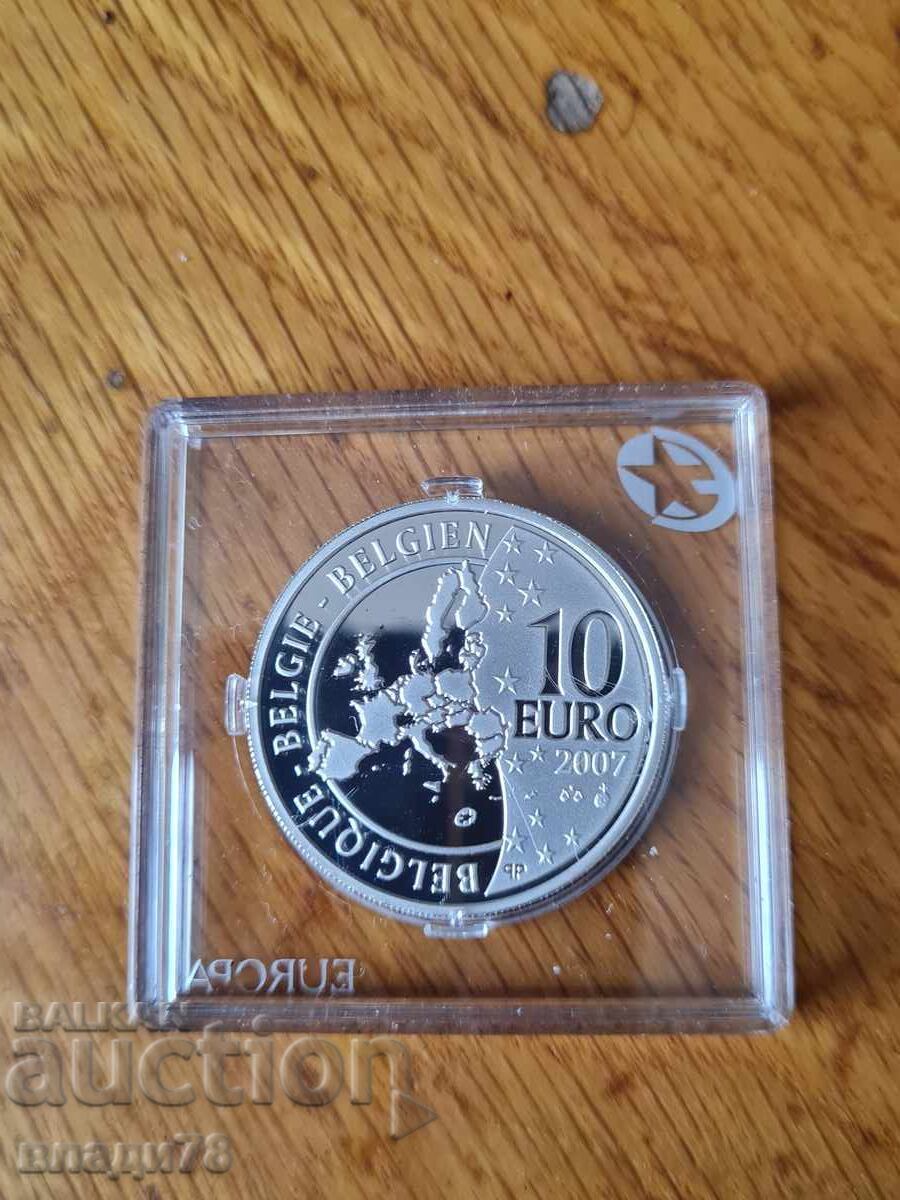 BELGIQUE - BELGIE - BELGIEN
10
EURO
2007
EUROPA
BALKAN
auction
влади78